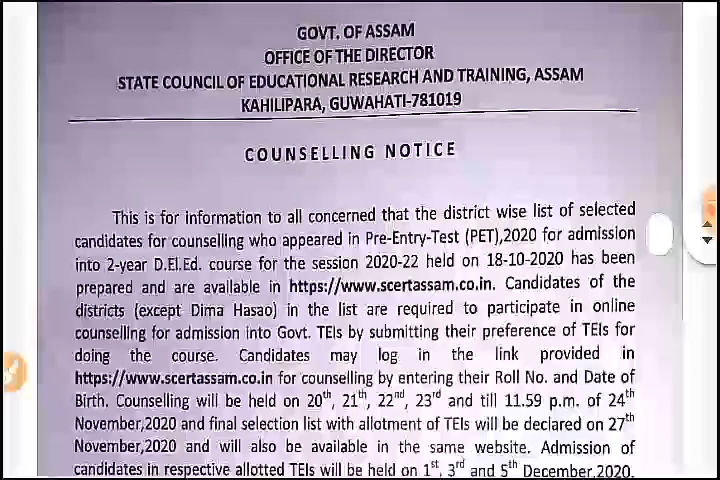 GOVT. OF ASSAM
OFFICE OF THE DIRECTOR
STATE COUNCIL OF EDUCATIONAL RESEARCH AND TRAINING, ASSAM
KAHILIPARA, GUWAHATI-781019
COUNSELLING NOTICE
This is for information to all concerned that the district wise list of selected
candidates for counselling who appeared in Pre-Entry-Test (PET),2020 for admission
into 2-year D.El.Ed. course for the session 2020-22 held on 18-10-2020 has been
prepared and are available in https://www.scertassam.co.in. Candidates of the
districts (except Dima Hasao) in the list are required to participate in online
counselling for admission into Govt. TEIs by submitting their preference of TEIs for
doing the course. Candidates may log in the link provided in
https://www.scertassam.co.in for counselling by entering their Roll No. and Date of
Birth. Counselling will be held on 20th, 21th, 22nd, 23rd and till 11.59 p.m. of 24th
November,2020 and final selection list with allotment of TEIs will be declared on 27th
November,2020 and will also be available in the same website. Admission of
candidates in respective allotted TEIs will be held on 1st, 3rd and 5th December,2020.